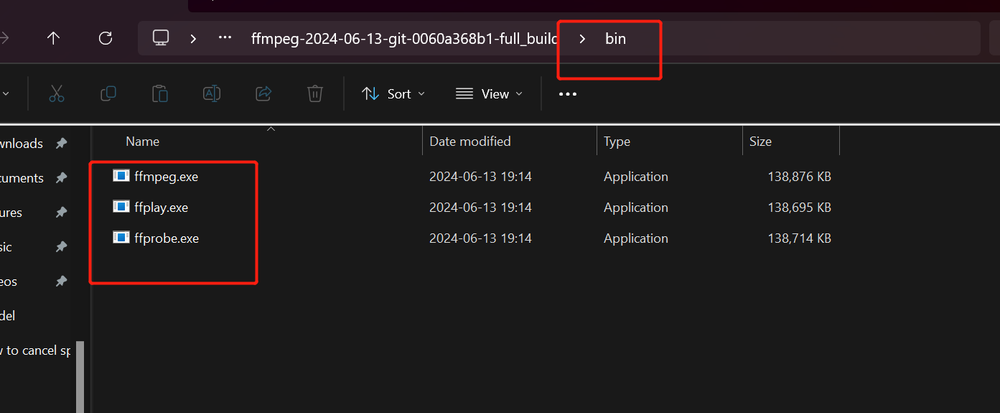 ffmpeg-2024-06-13-git-0060a368b1-full_build > bin
Sort View
Name Date modified Type Size
wnloads
ffmpeg.exe 2024-06-13 19:14 Application 138,876 KB
cuments
ffplay.exe 2024-06-13 19:14 Application 138,695 KB
ures
ffprobe.exe 2024-06-13 19:14 Application 138,714 KB
sic
eos
del
w to cancel sp